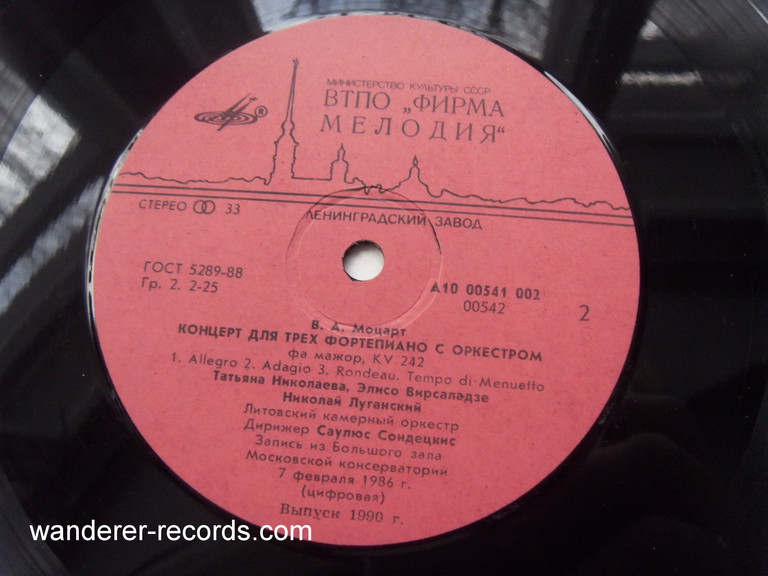 МИНИСТЕРСТВО КУЛЬТУРЫ СССР
ВТПО „ФИРМА
МЕЛОДИЯ“
®
СТЕРЕО 33
ЛЕНИНГРАДСКИЙ ЗАВОД
ГОСТ 5289-88
Гр. 2. 2-25
А10 00541 002
00542
2
В. А. Моцарт
КОНЦЕРТ ДЛЯ ТРЕХ ФОРТЕПИАНО С ОРКЕСТРОМ
фа мажор, KV 242
1. Allegro 2. Adagio 3. Rondeau. Tempo di Menuetto
Татьяна Николаева, Элисо Вирсаладзе
Николай Луганский
Литовский камерный оркестр
Дирижер Саулюс Сондецкис
Запись из Большого зала
Московской консерватории
7 февраля 1986 г.
(цифровая)
Выпуск 1990 г.
wanderer-records.com